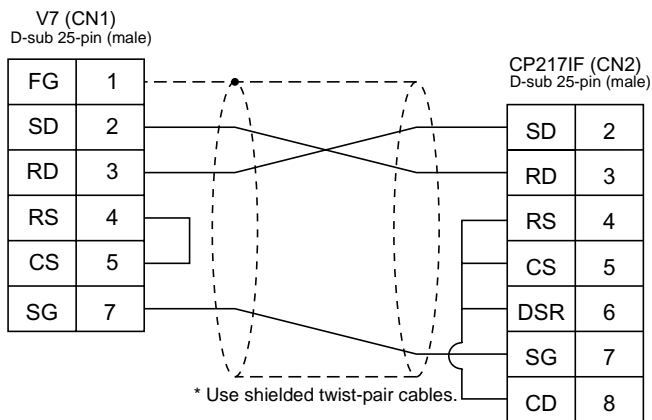 V7 (CN1)
D-sub 25-pin (male)
FG 1
SD 2
RD 3
RS 4
CS 5
SG 7
CP217IF (CN2)
D-sub 25-pin (male)
SD 2
RD 3
RS 4
CS 5
DSR 6
SG 7
CD 8
* Use shielded twist-pair cables.